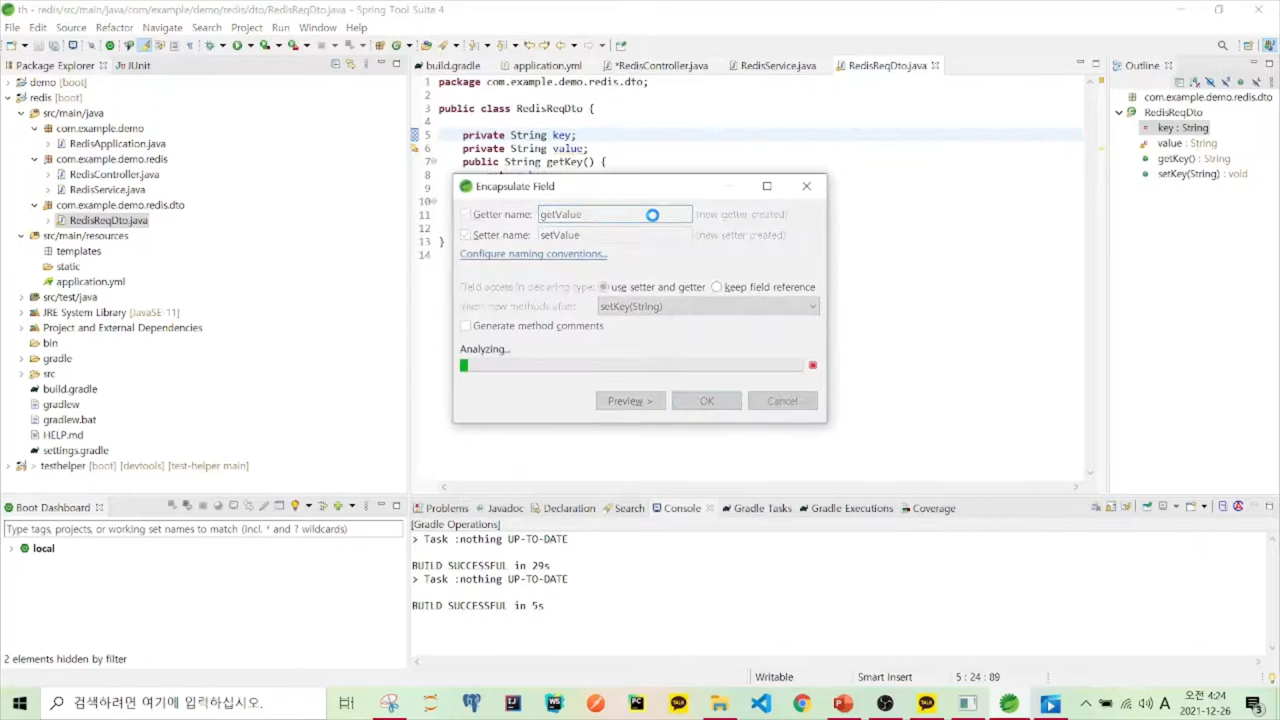 th - redis/src/main/java/com/example/demo/redis/dto/RedisReqDto.java - Spring Tool Suite 4
File Edit Source Refactor Navigate Search Project Run Window Help
Package Explorer JUnit
demo [boot]
redis [boot]
src/main/java
com.example.demo
RedisApplication.java
com.example.demo.redis
RedisController.java
RedisService.java
com.example.demo.redis.dto
RedisReqDto.java
src/main/resources
templates
static
application.yml
src/test/java
JRE System Library [JavaSE-11]
Project and External Dependencies
bin
gradle
src
build.gradle
gradlew
gradlew.bat
HELP.md
settings.gradle
> testhelper [boot] [devtools] [test-helper main]
build.gradle application.yml *RedisController.java RedisService.java RedisReqDto.java
1 package com.example.demo.redis.dto;
2
3 public class RedisReqDto {
4
5 private String key;
6 private String value;
7 public String getKey() {
8
9
10
11
12
13 }
14
Encapsulate Field
Getter name: getValue (new getter created)
Setter name: setValue (new setter created)
Configure naming conventions...
Field access in declaring type: use setter and getter keep field reference
Insert new methods after: setKey(String)
Generate method comments
Analyzing...
Preview > OK Cancel
Outline
com.example.demo.redis.dto
RedisReqDto
key : String
value : String
getKey() : String
setKey(String) : void
Boot Dashboard
Type tags, projects, or working set names to match (incl. * and ? wildcards)
local
2 elements hidden by filter
Problems Javadoc Declaration Search Console Gradle Tasks Gradle Executions Coverage
[Gradle Operations]
> Task :nothing UP-TO-DATE
BUILD SUCCESSFUL in 29s
> Task :nothing UP-TO-DATE
BUILD SUCCESSFUL in 5s
Writable Smart Insert 5 : 24 : 89
검색하려면 여기에 입력하십시오.
오전 4:24
2021-12-26